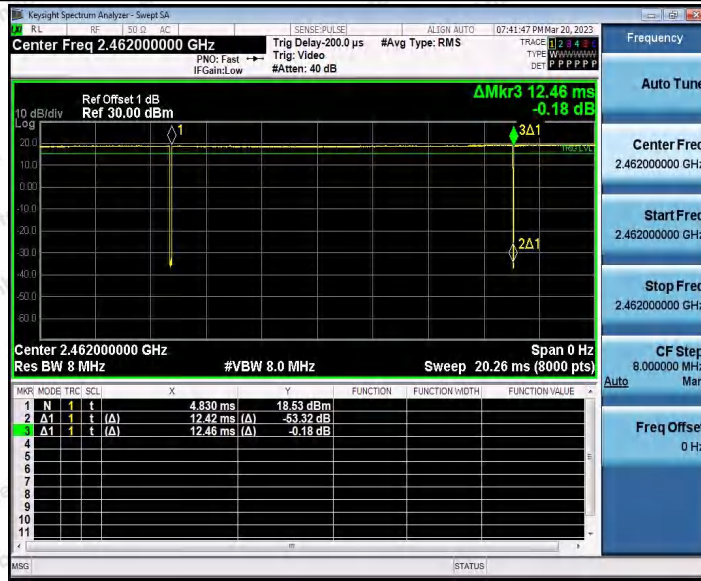 Keysight Spectrum Analyzer - Swept SA
RL RF 50 Ω AC SENSE:PULSE ALIGN AUTO 07:41:47 PM Mar 20, 2023
Center Freq 2.462000000 GHz
PNO: Fast
IFGain:Low
Trig Delay-200.0 µs
Trig: Video
#Atten: 40 dB
#Avg Type: RMS
TRACE 1 2 3 4 5 6
TYPE WWWWWW
DET P P P P P P
ΔMkr3 12.46 ms
-0.18 dB
Ref Offset 1 dB
10 dB/div Ref 30.00 dBm
Log
1
3Δ1
20.0
TRIG LVL
10.0
0.00
-10.0
-20.0
2Δ1
-30.0
-40.0
-50.0
-60.0
Center 2.462000000 GHz Span 0 Hz
Res BW 8 MHz #VBW 8.0 MHz Sweep 20.26 ms (8000 pts)
MKR MODE TRC SCL X Y FUNCTION FUNCTION WIDTH FUNCTION VALUE
1 N 1 t 4.830 ms 18.53 dBm
2 Δ1 1 t (Δ) 12.42 ms (Δ) -53.32 dB
3 Δ1 1 t (Δ) 12.46 ms (Δ) -0.18 dB
4
5
6
7
8
9
10
11
MSG STATUS
Frequency
Auto Tune
Center Freq
2.462000000 GHz
Start Freq
2.462000000 GHz
Stop Freq
2.462000000 GHz
CF Step
8.000000 MHz
Auto Man
Freq Offset
0 Hz